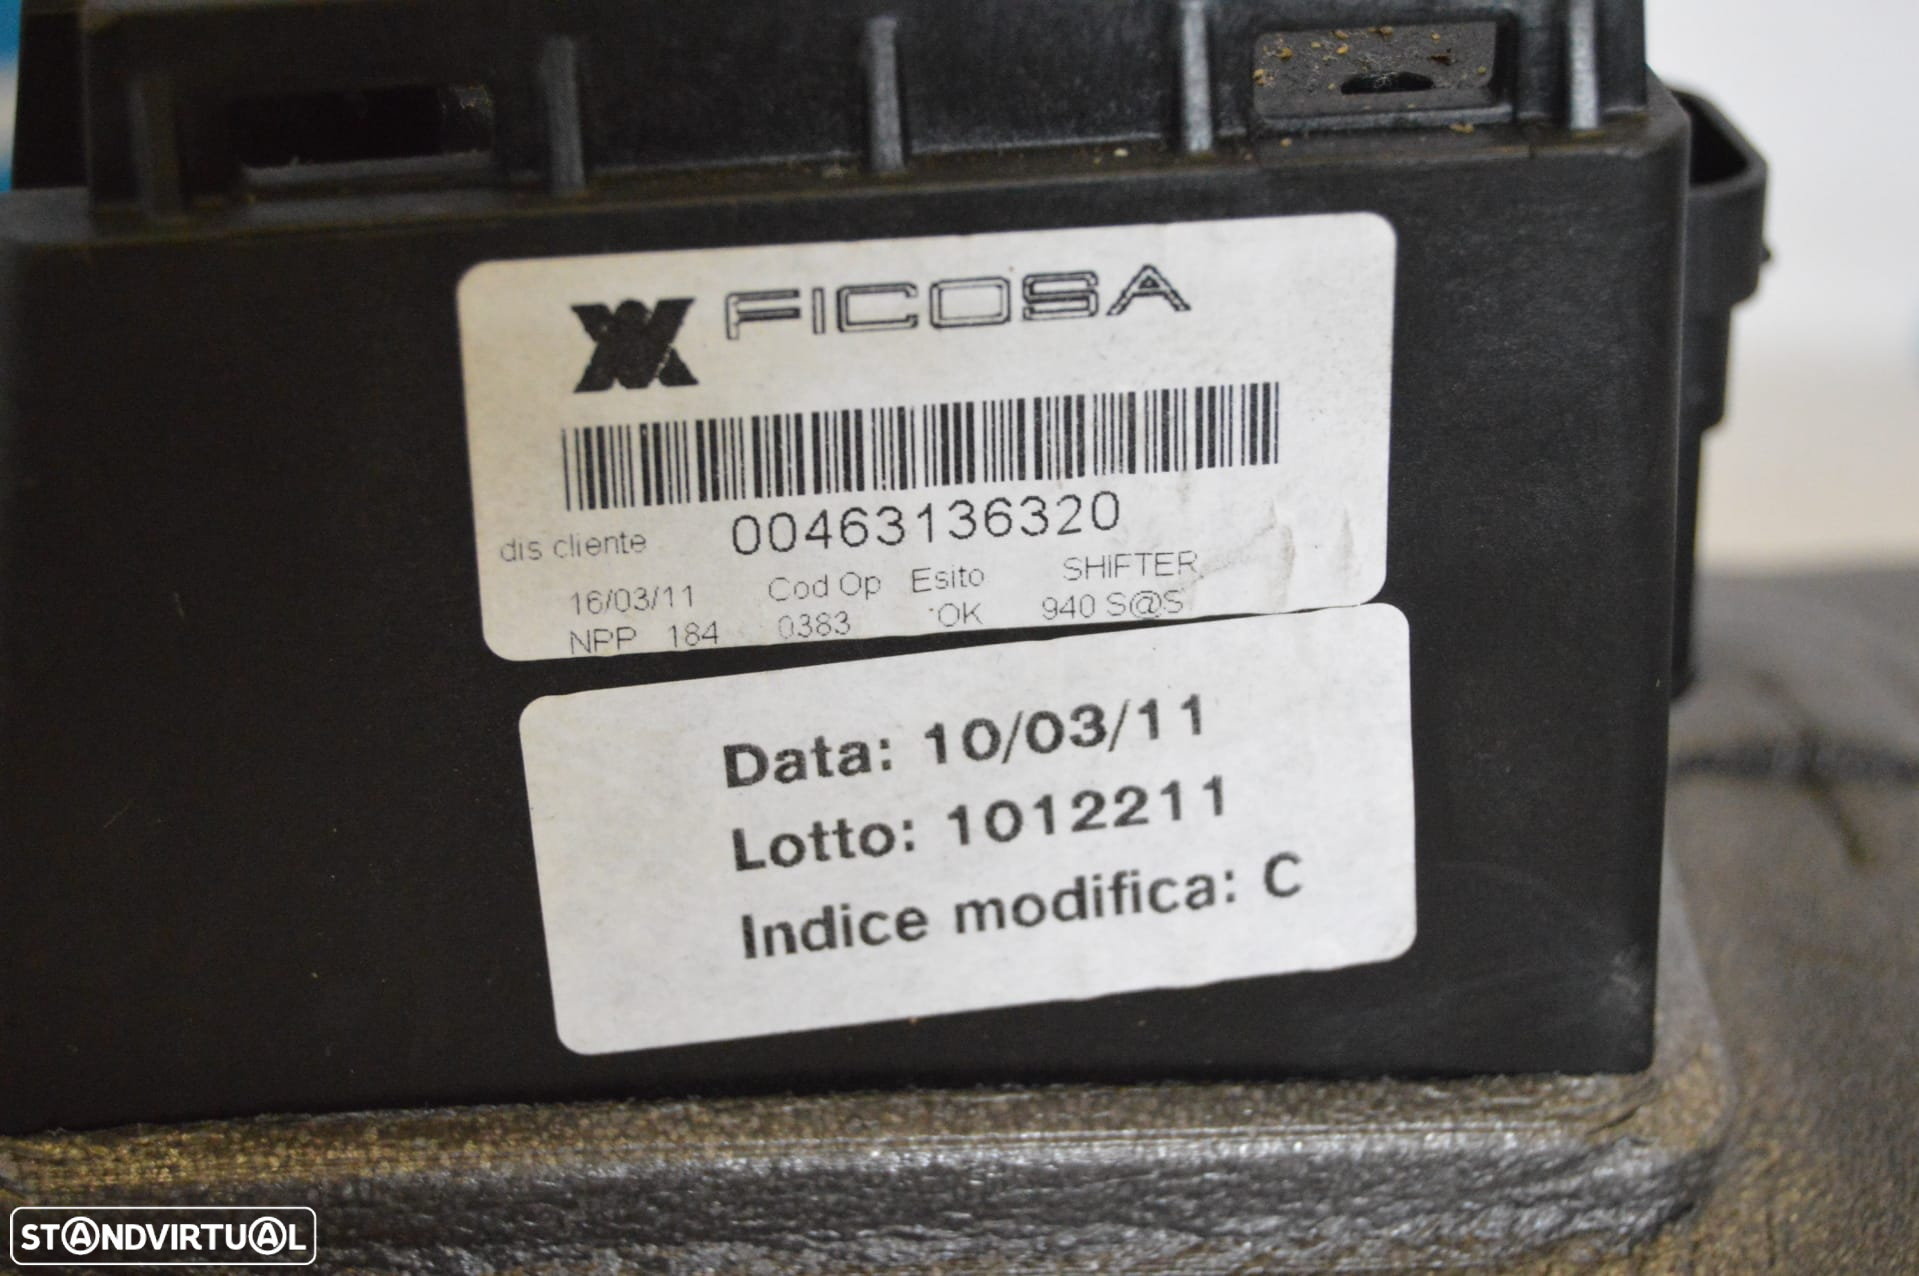 FICOSA
dis cliente 00463136320
16/03/11 Cod Op Esito SHIFTER
NPP 184 0383 OK 940 S@S
Data: 10/03/11
Lotto: 1012211
Indice modifica: C
STANDVIRTUAL